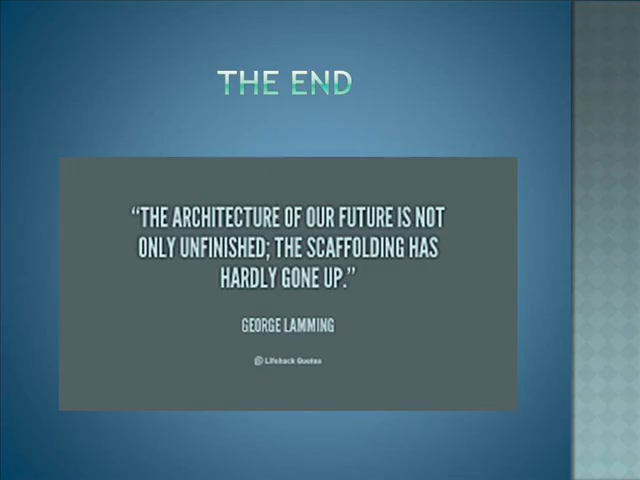 THE END
“THE ARCHITECTURE OF OUR FUTURE IS NOT
ONLY UNFINISHED; THE SCAFFOLDING HAS
HARDLY GONE UP.”
GEORGE LAMMING
Lifehack Quotes